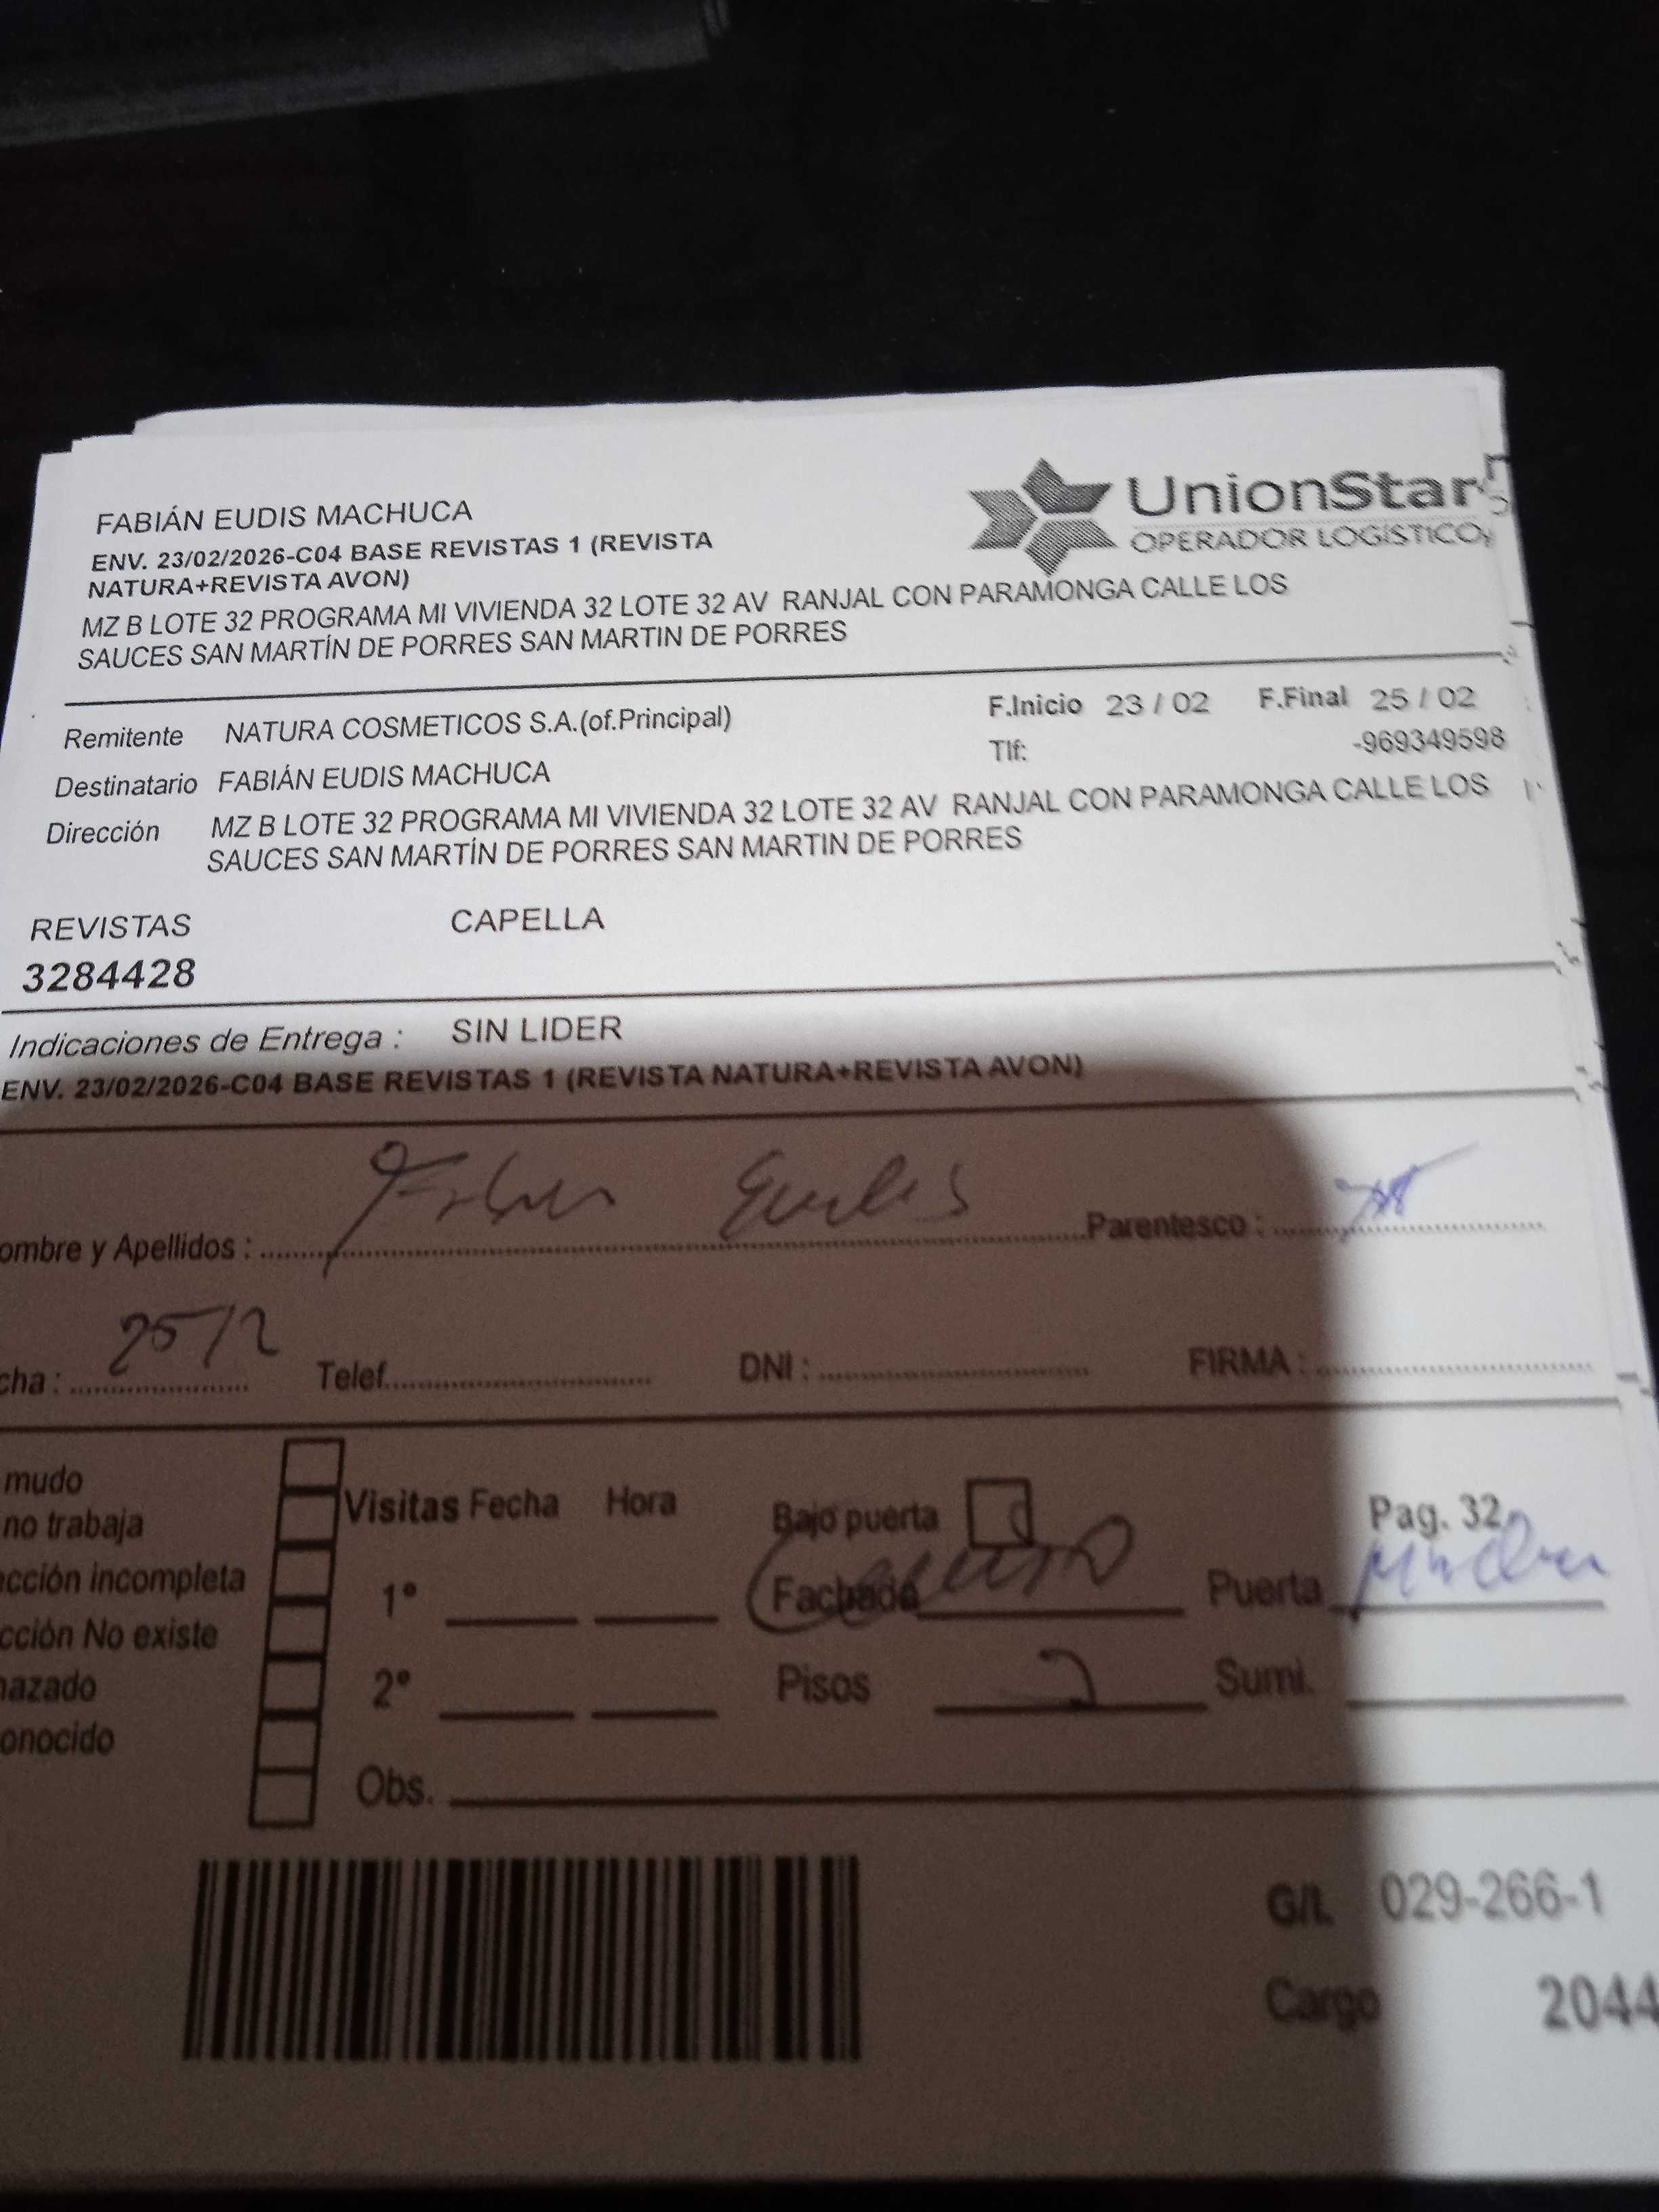 FABIÁN EUDIS MACHUCA
UnionStar
OPERADOR LOGÍSTICO
ENV. 23/02/2026-C04 BASE REVISTAS 1 (REVISTA
NATURA+REVISTA AVON)
MZ B LOTE 32 PROGRAMA MI VIVIENDA 32 LOTE 32 AV RANJAL CON PARAMONGA CALLE LOS
SAUCES SAN MARTÍN DE PORRES SAN MARTIN DE PORRES
Remitente NATURA COSMETICOS S.A.(of.Principal) F.Inicio 23 / 02 F.Final 25 / 02
Tlf: -969349598
Destinatario FABIÁN EUDIS MACHUCA
Dirección MZ B LOTE 32 PROGRAMA MI VIVIENDA 32 LOTE 32 AV RANJAL CON PARAMONGA CALLE LOS
SAUCES SAN MARTÍN DE PORRES SAN MARTIN DE PORRES
REVISTAS CAPELLA
3284428
Indicaciones de Entrega : SIN LIDER
ENV. 23/02/2026-C04 BASE REVISTAS 1 (REVISTA NATURA+REVISTA AVON)
ombre y Apellidos : Eudis Parentesco :
cha : 25/2 Telef. DNI : FIRMA :
mudo
no trabaja
cción incompleta
cción No existe
hazado
onocido
Visitas Fecha Hora
1°
2°
Obs.
Bajo puerta Pag. 32
Fachada Puerta
Pisos 2 Sumi.
G/L 029-266-1
Cargo 2044